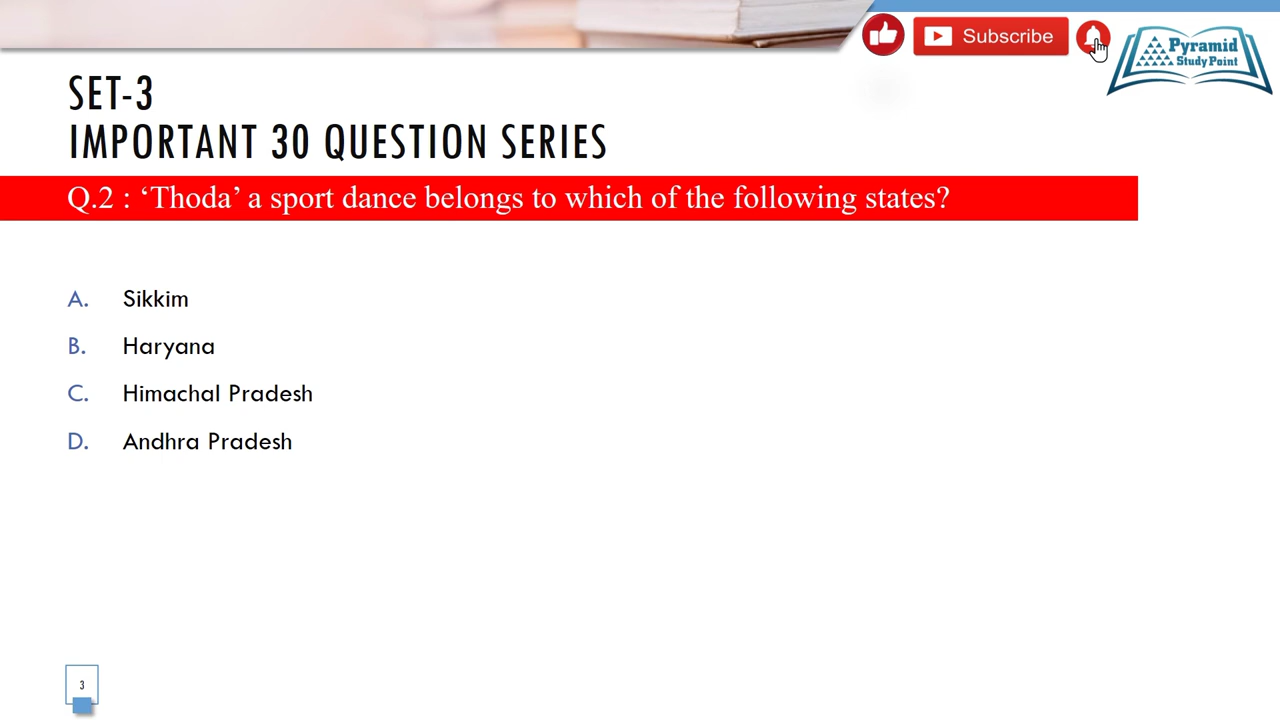 Subscribe
Pyramid
Study Point
SET-3
IMPORTANT 30 QUESTION SERIES
Q.2 : ‘Thoda’ a sport dance belongs to which of the following states?
A. Sikkim
B. Haryana
C. Himachal Pradesh
D. Andhra Pradesh
3